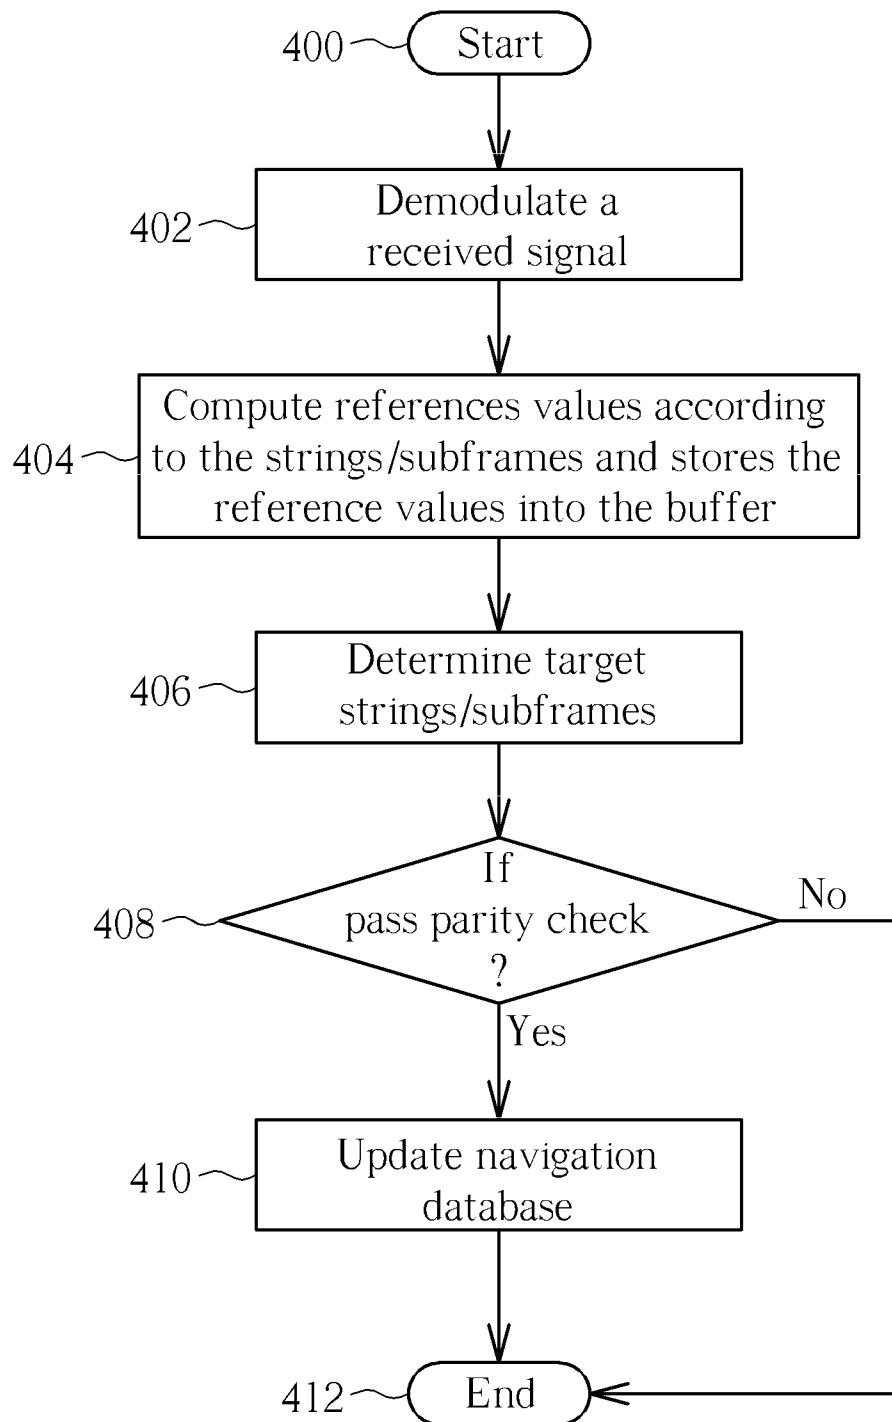 400
Start
402
Demodulate a
received signal
404
Compute references values according
to the strings/subframes and stores the
reference values into the buffer
406
Determine target
strings/subframes
408
If
pass parity check
?
No
Yes
410
Update navigation
database
412
End